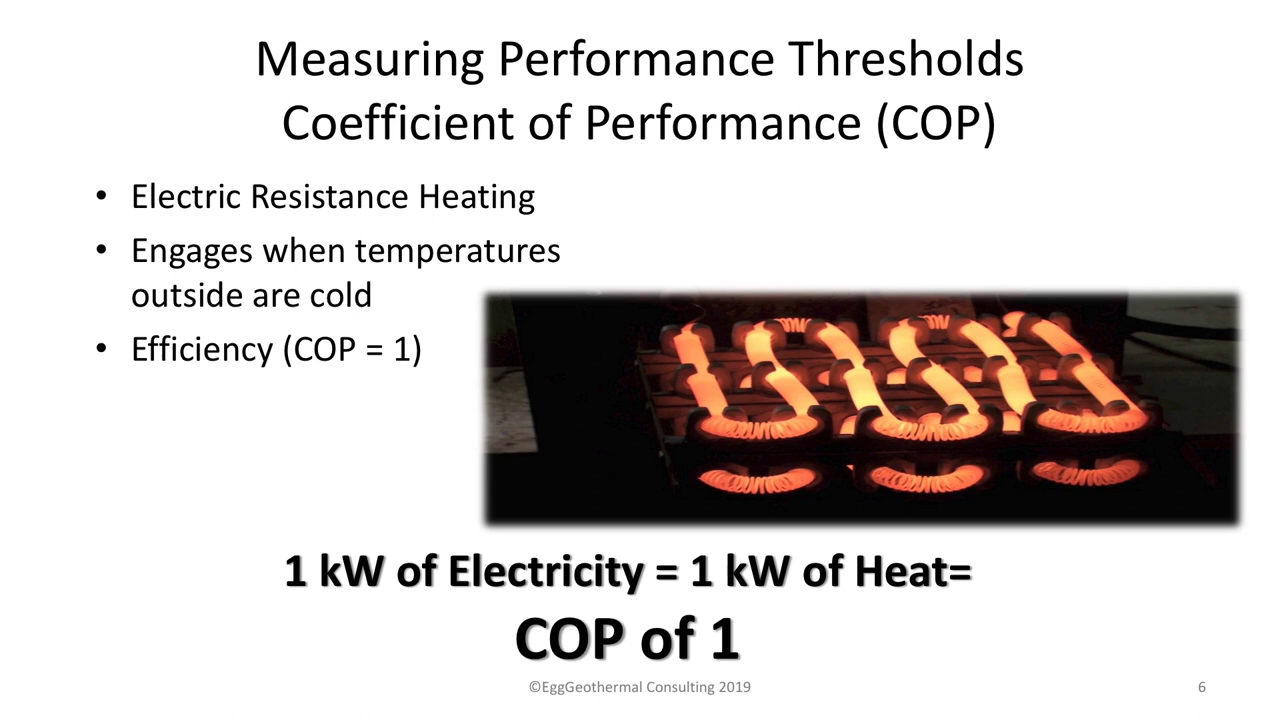 Measuring Performance Thresholds
Coefficient of Performance (COP)
• Electric Resistance Heating
• Engages when temperatures
outside are cold
• Efficiency (COP = 1)
1 kW of Electricity = 1 kW of Heat=
COP of 1
©EggGeothermal Consulting 2019
6